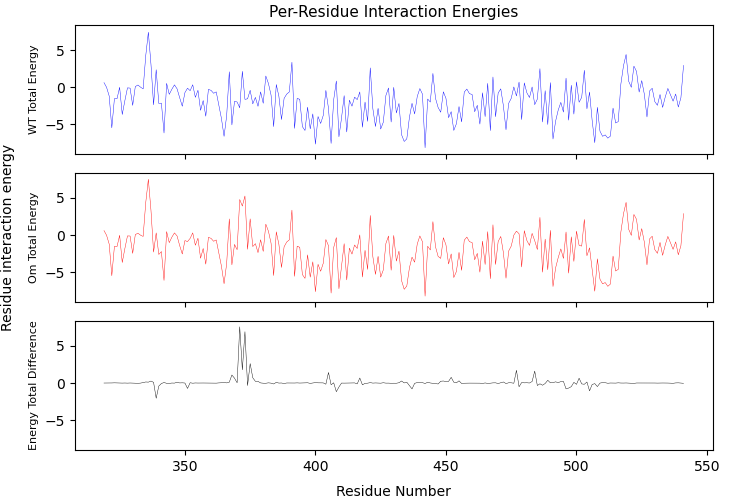 Per-Residue Interaction Energies
Residue interaction energy
WT Total Energy
5
0
−5
Om Total Energy
5
0
−5
Energy Total Difference
5
0
−5
350
400
450
500
550
Residue Number